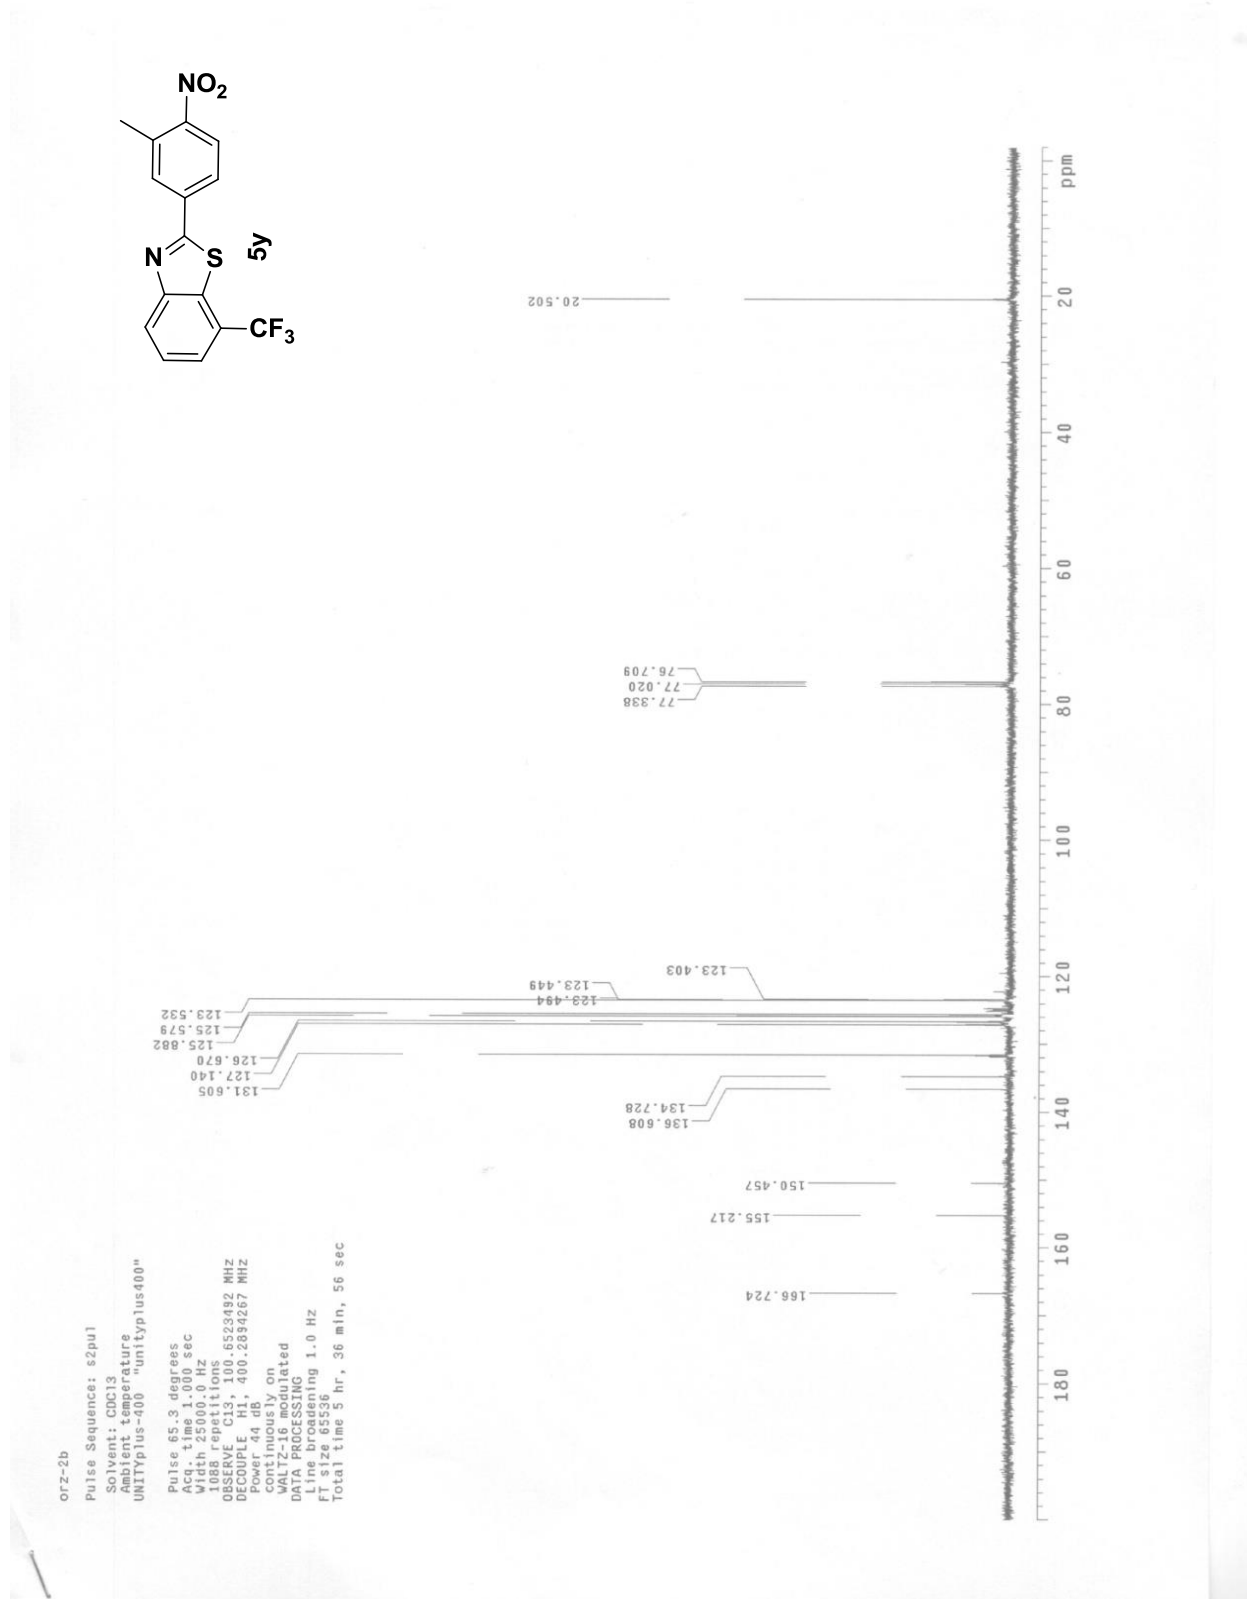 NO2
N
S
5y
CF3
orz-2b
Pulse Sequence: s2pul
Solvent: CDCl3
Ambient temperature
UNITYplus-400 "unityplus400"
Pulse 65.3 degrees
Acq. time 1.000 sec
Width 25000.0 Hz
1088 repetitions
OBSERVE C13, 100.6523492 MHz
DECOUPLE H1, 400.2894267 MHz
Power 44 dB
continuously on
WALTZ-16 modulated
DATA PROCESSING
Line broadening 1.0 Hz
FT size 65536
Total time 5 hr, 36 min, 56 sec
166.724
155.217
150.457
136.608
134.728
131.605
127.140
126.670
125.882
125.579
123.532
123.494
123.449
123.403
77.338
77.020
76.709
20.502
180
160
140
120
100
80
60
40
20
ppm